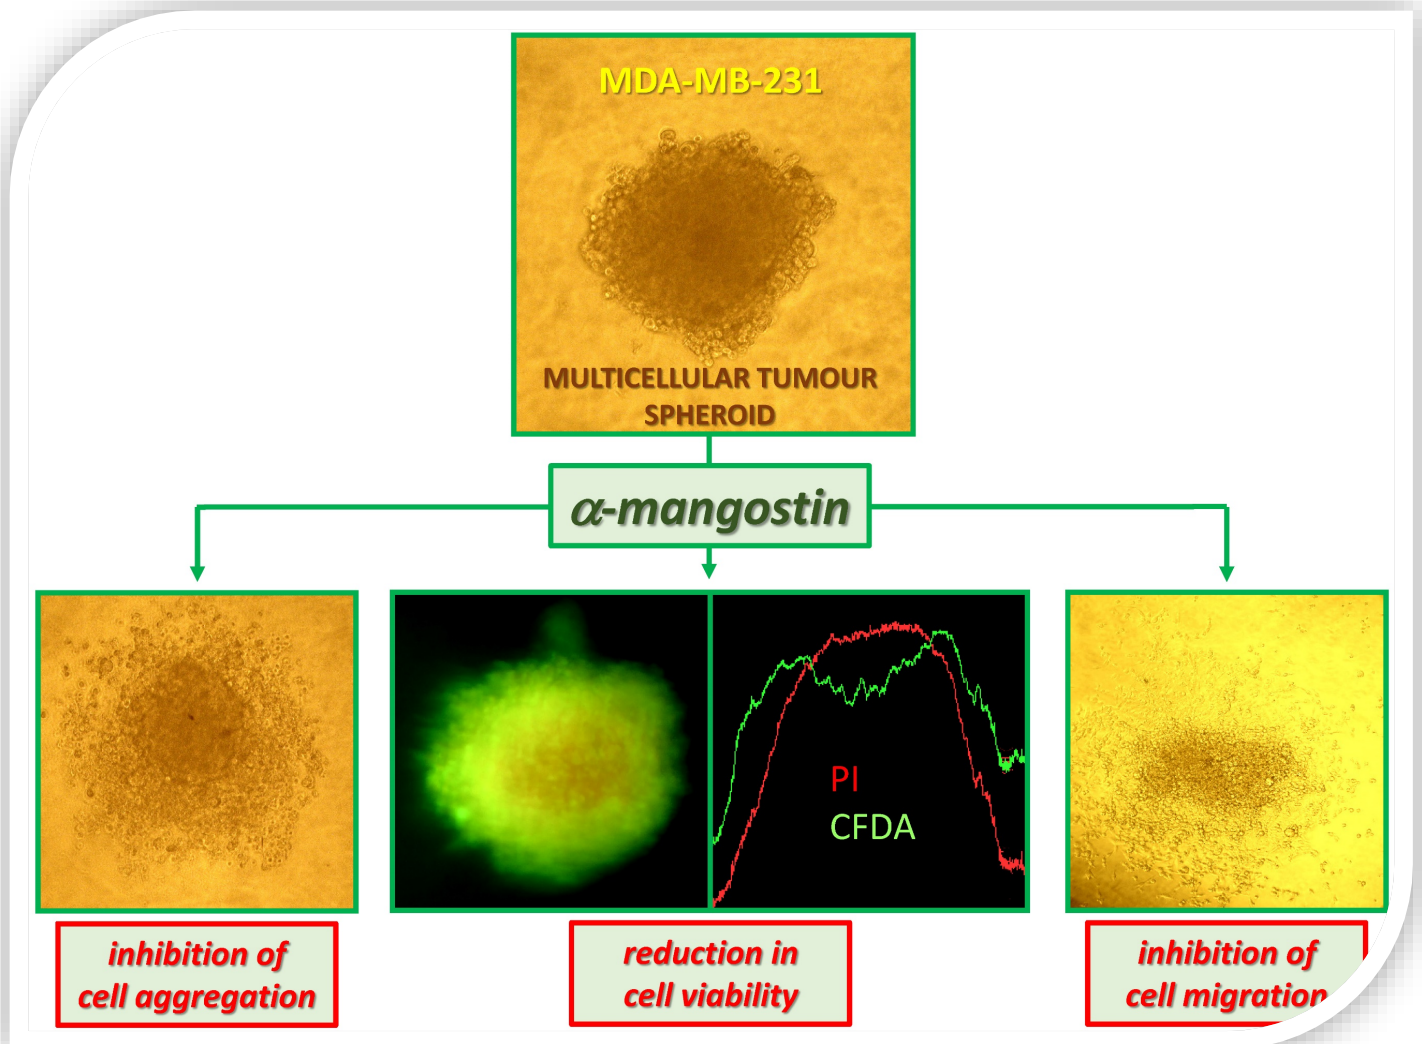 MDA-MB-231
MULTICELLULAR TUMOUR
SPHEROID
α-mangostin
PI
CFDA
inhibition of
cell aggregation
reduction in
cell viability
inhibition of
cell migration